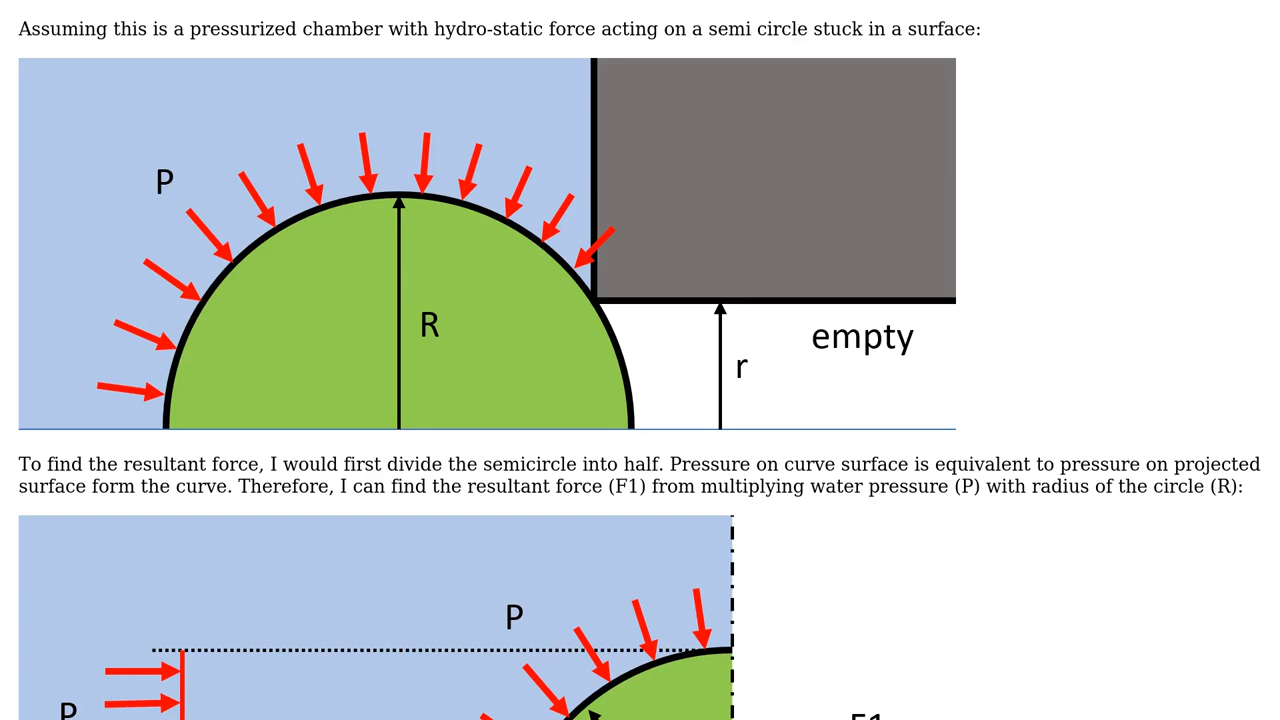 Assuming this is a pressurized chamber with hydro-static force acting on a semi circle stuck in a surface:
P
R
empty
r
To find the resultant force, I would first divide the semicircle into half. Pressure on curve surface is equivalent to pressure on projected
surface form the curve. Therefore, I can find the resultant force (F1) from multiplying water pressure (P) with radius of the circle (R):
P
P
F1